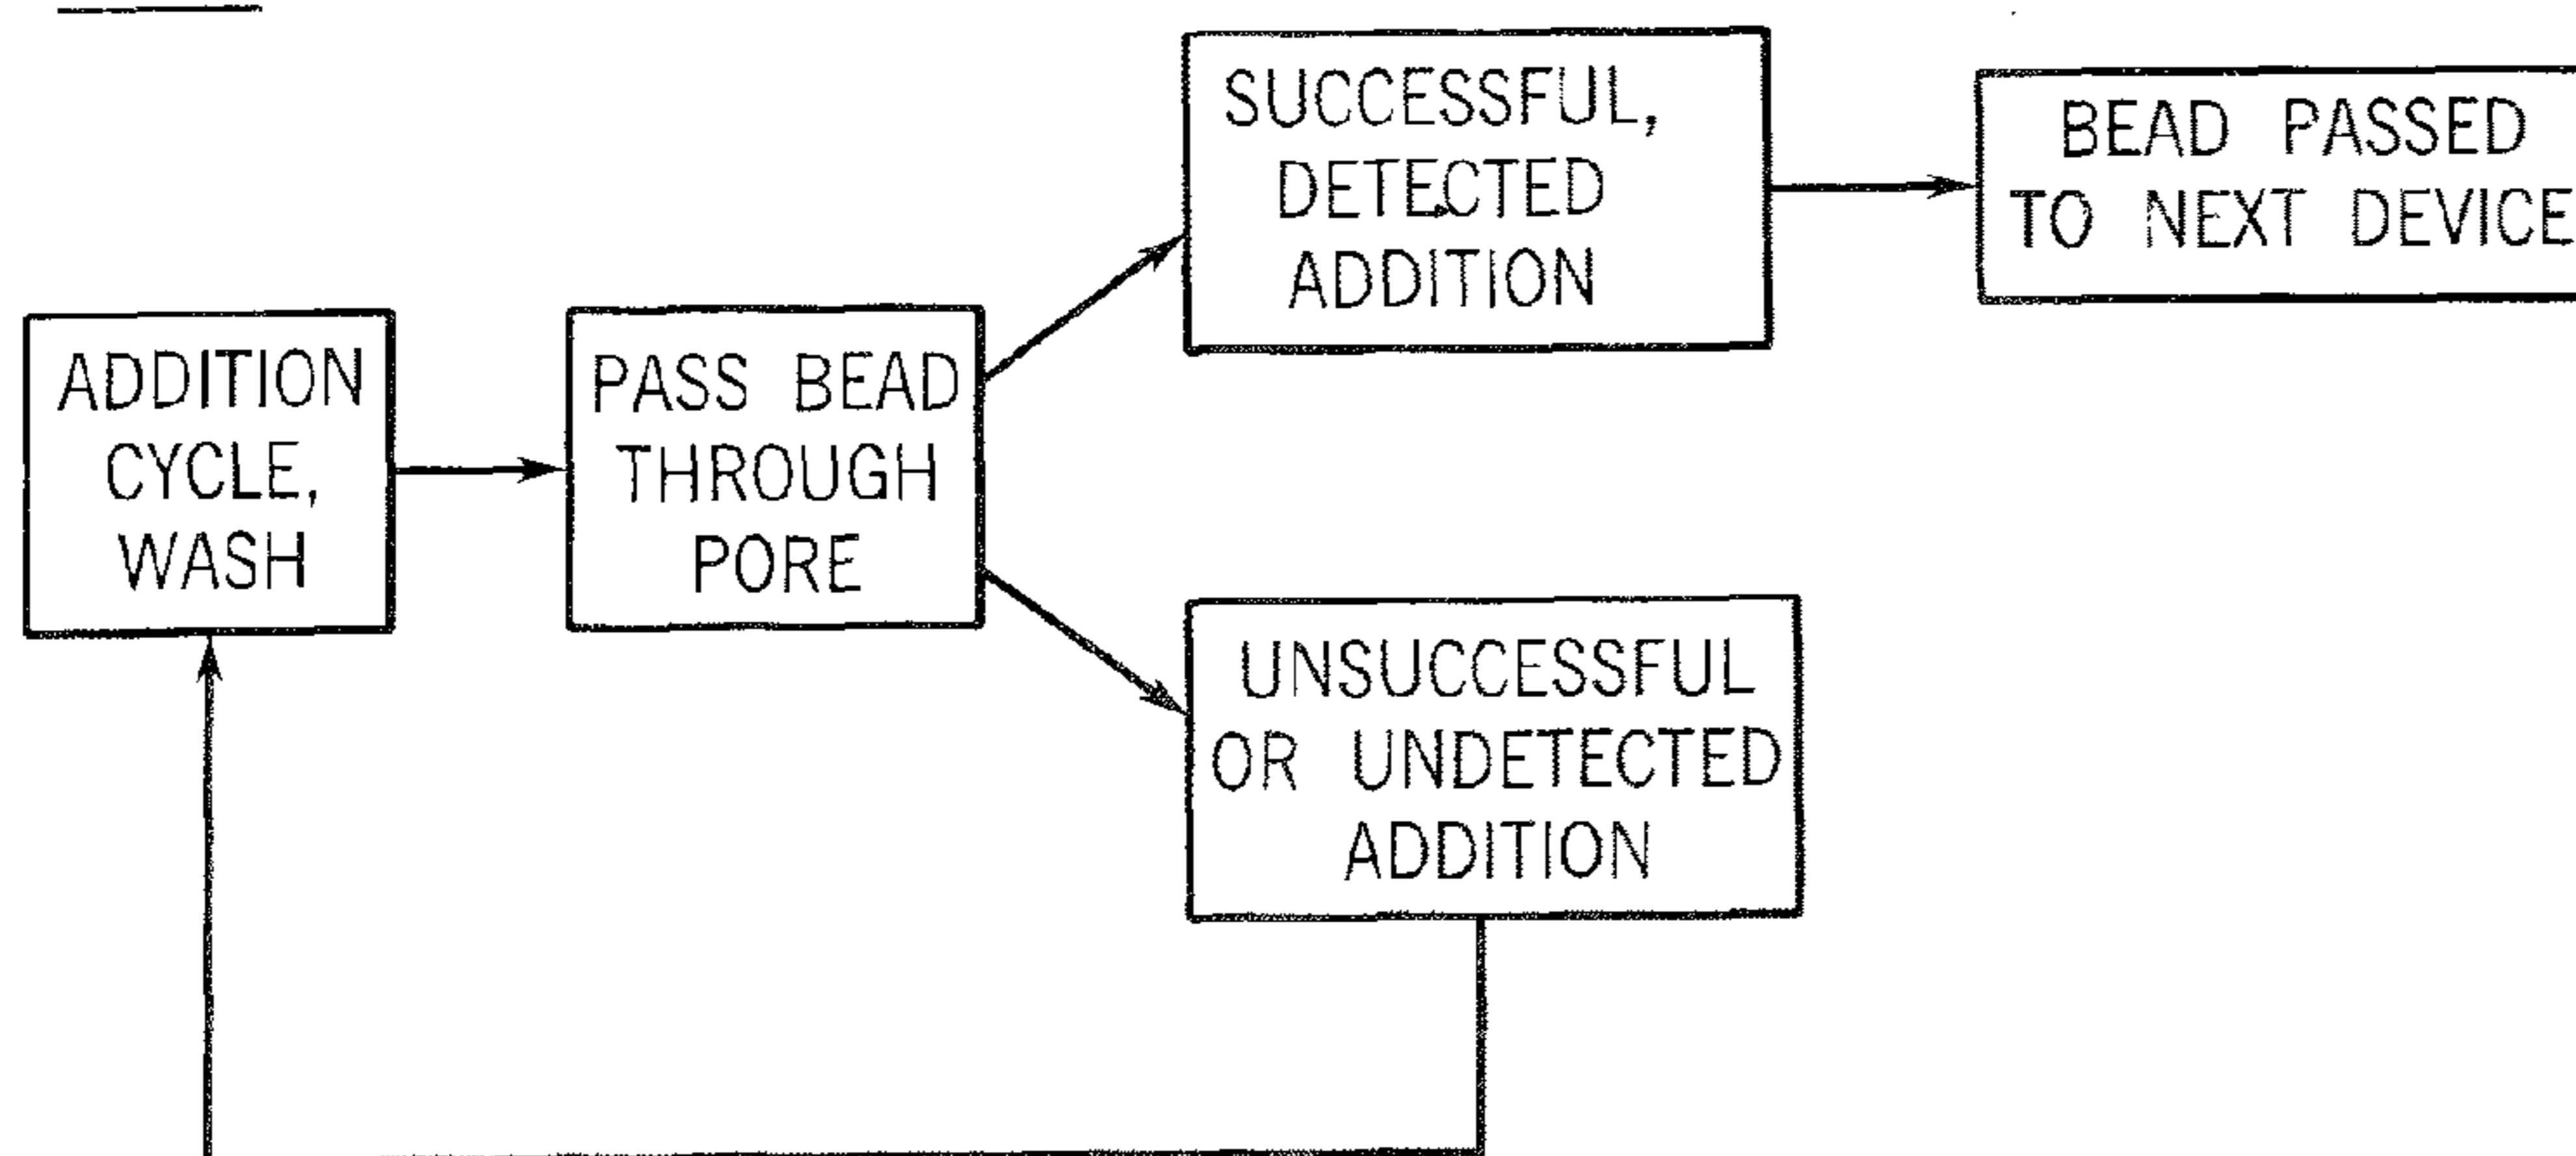 ADDITION
CYCLE,
WASH
PASS BEAD
THROUGH
PORE
SUCCESSFUL,
DETECTED
ADDITION
BEAD PASSED
TO NEXT DEVICE
UNSUCCESSFUL
OR UNDETECTED
ADDITION